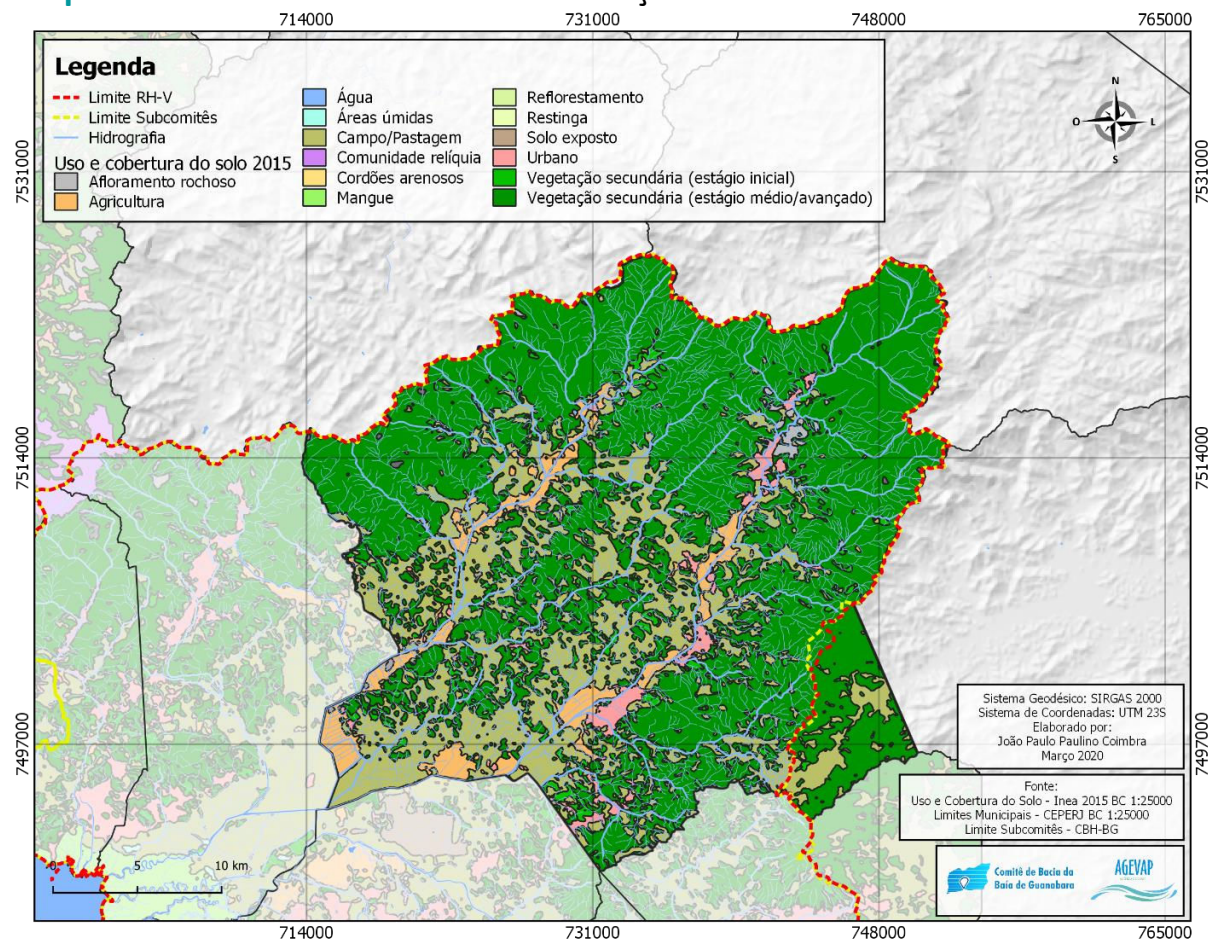 714000 731000 748000 765000
Legenda
Limite RH-V
Limite Subcomitês
Hidrografia
Uso e cobertura do solo 2015
Afloramento rochoso
Agricultura
Água
Áreas úmidas
Campo/Pastagem
Comunidade relíquia
Cordões arenosos
Mangue
Reflorestamento
Restinga
Solo exposto
Urbano
Vegetação secundária (estágio inicial)
Vegetação secundária (estágio médio/avançado)
N
O L
S
7531000 7531000
7514000 7514000
7497000 7497000
Sistema Geodésico: SIRGAS 2000
Sistema de Coordenadas: UTM 23S
Elaborado por:
João Paulo Paulino Coimbra
Março 2020
Fonte:
Uso e Cobertura do Solo - Inea 2015 BC 1:25000
Limites Municipais - CEPERJ BC 1:25000
Limite Subcomitês - CBH-BG
Comitê de Bacia da
Baía de Guanabara
AGEVAP
0 5 10 km
714000 731000 748000 765000